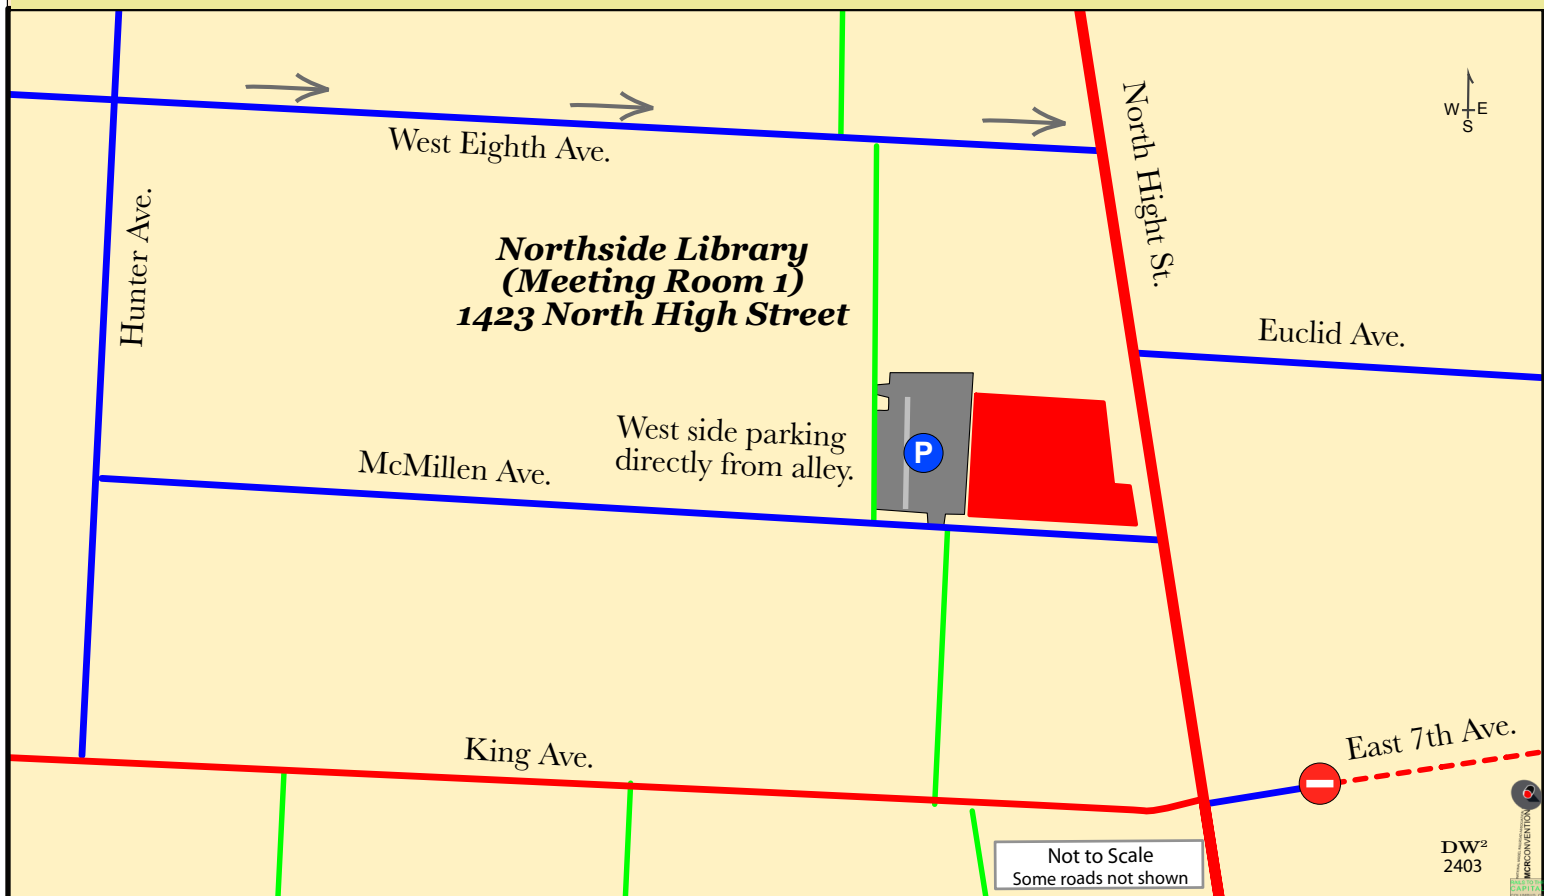 West Eighth Ave.
North Hight St.
W E
S
Hunter Ave.
Northside Library
(Meeting Room 1)
1423 North High Street
Euclid Ave.
West side parking
directly from alley.
P
McMillen Ave.
King Ave.
East 7th Ave.
Not to Scale
Some roads not shown
DW²
2403
MCRCONVENTION
CAPITAL